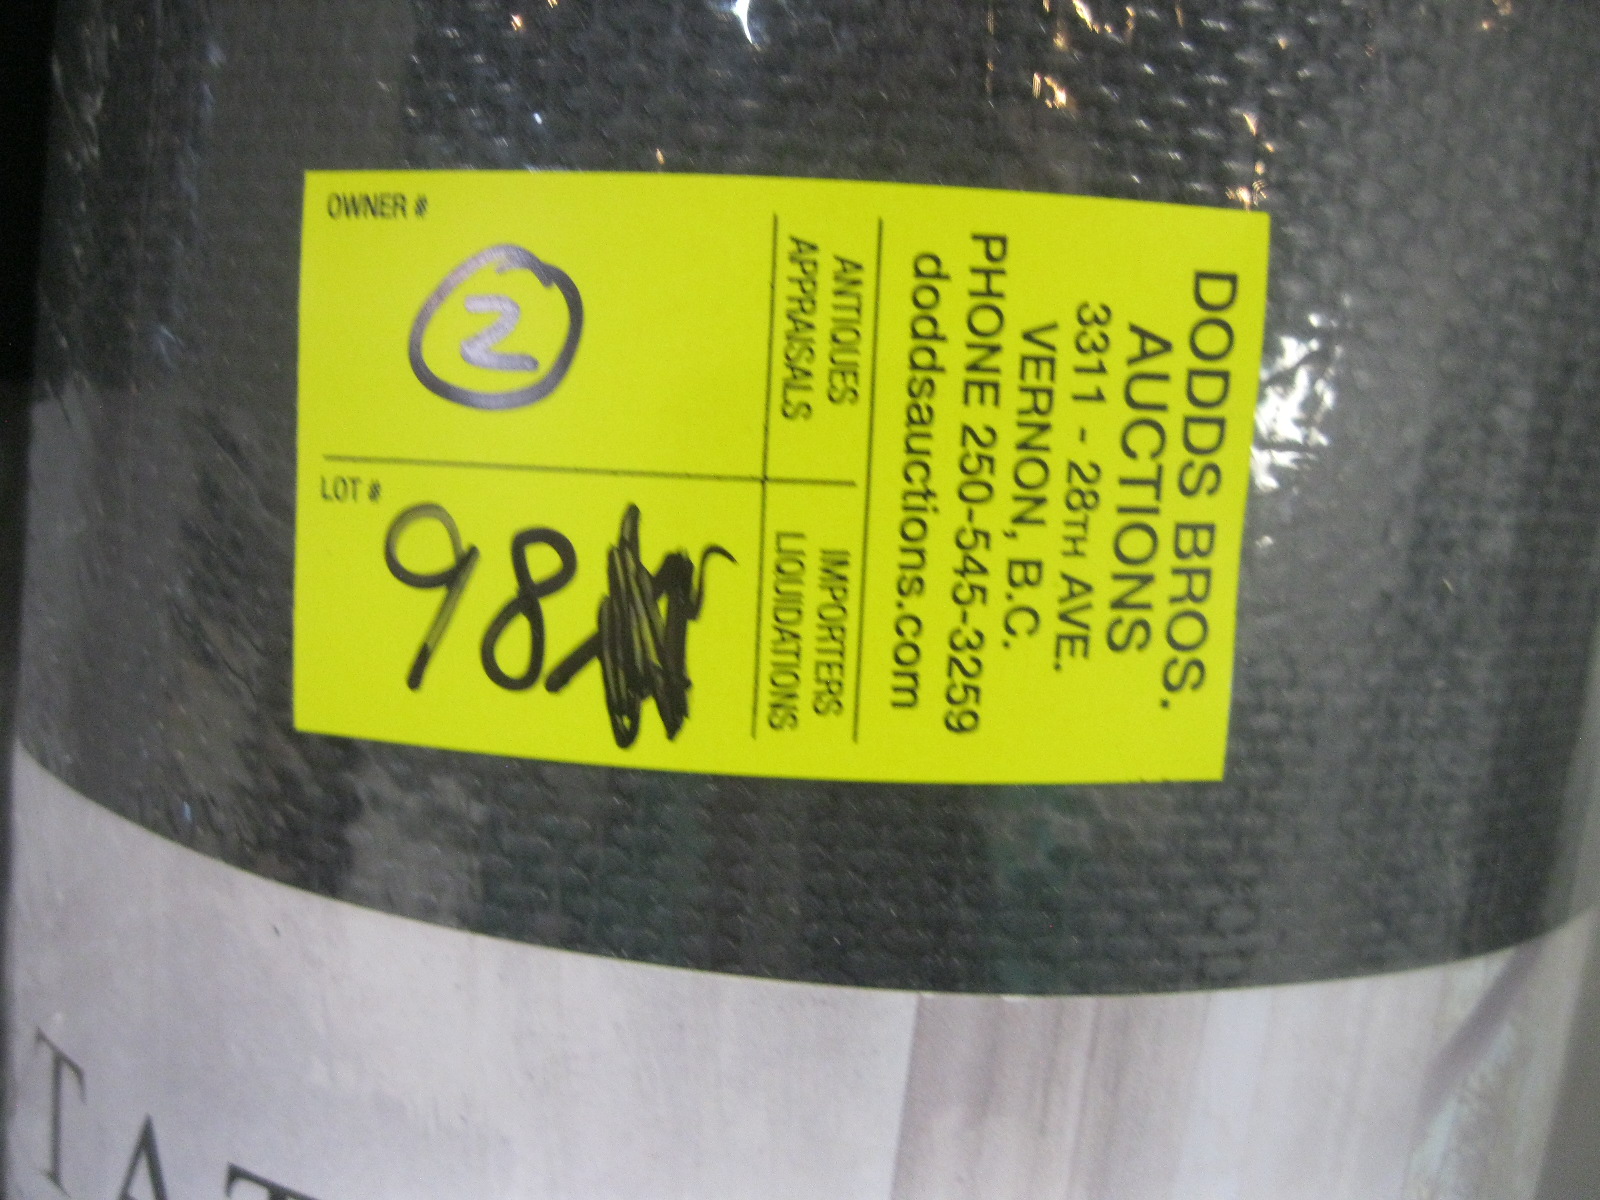 DODDS BROS.
AUCTIONS
3311 - 28TH AVE.
VERNON, B.C.
PHONE 250-545-3259
doddsauctions.com
ANTIQUES
APPRAISALS
IMPORTERS
LIQUIDATIONS
OWNER #
2
LOT #
98